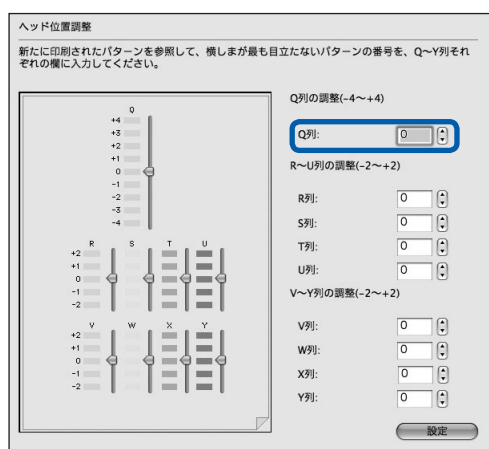 ヘッド位置調整
新たに印刷されたパターンを参照して、横しまが最も目立たないパターンの番号を、Q〜Y列それ
ぞれの欄に入力してください。
Q
+4
+3
+2
+1
0
-1
-2
-3
-4
R S T U
+2
+1
0
-1
-2
V W X Y
+2
+1
0
-1
-2
Q列の調整(-4〜+4)
Q列: 0
R〜U列の調整(-2〜+2)
R列: 0
S列: 0
T列: 0
U列: 0
V〜Y列の調整(-2〜+2)
V列: 0
W列: 0
X列: 0
Y列: 0
設定